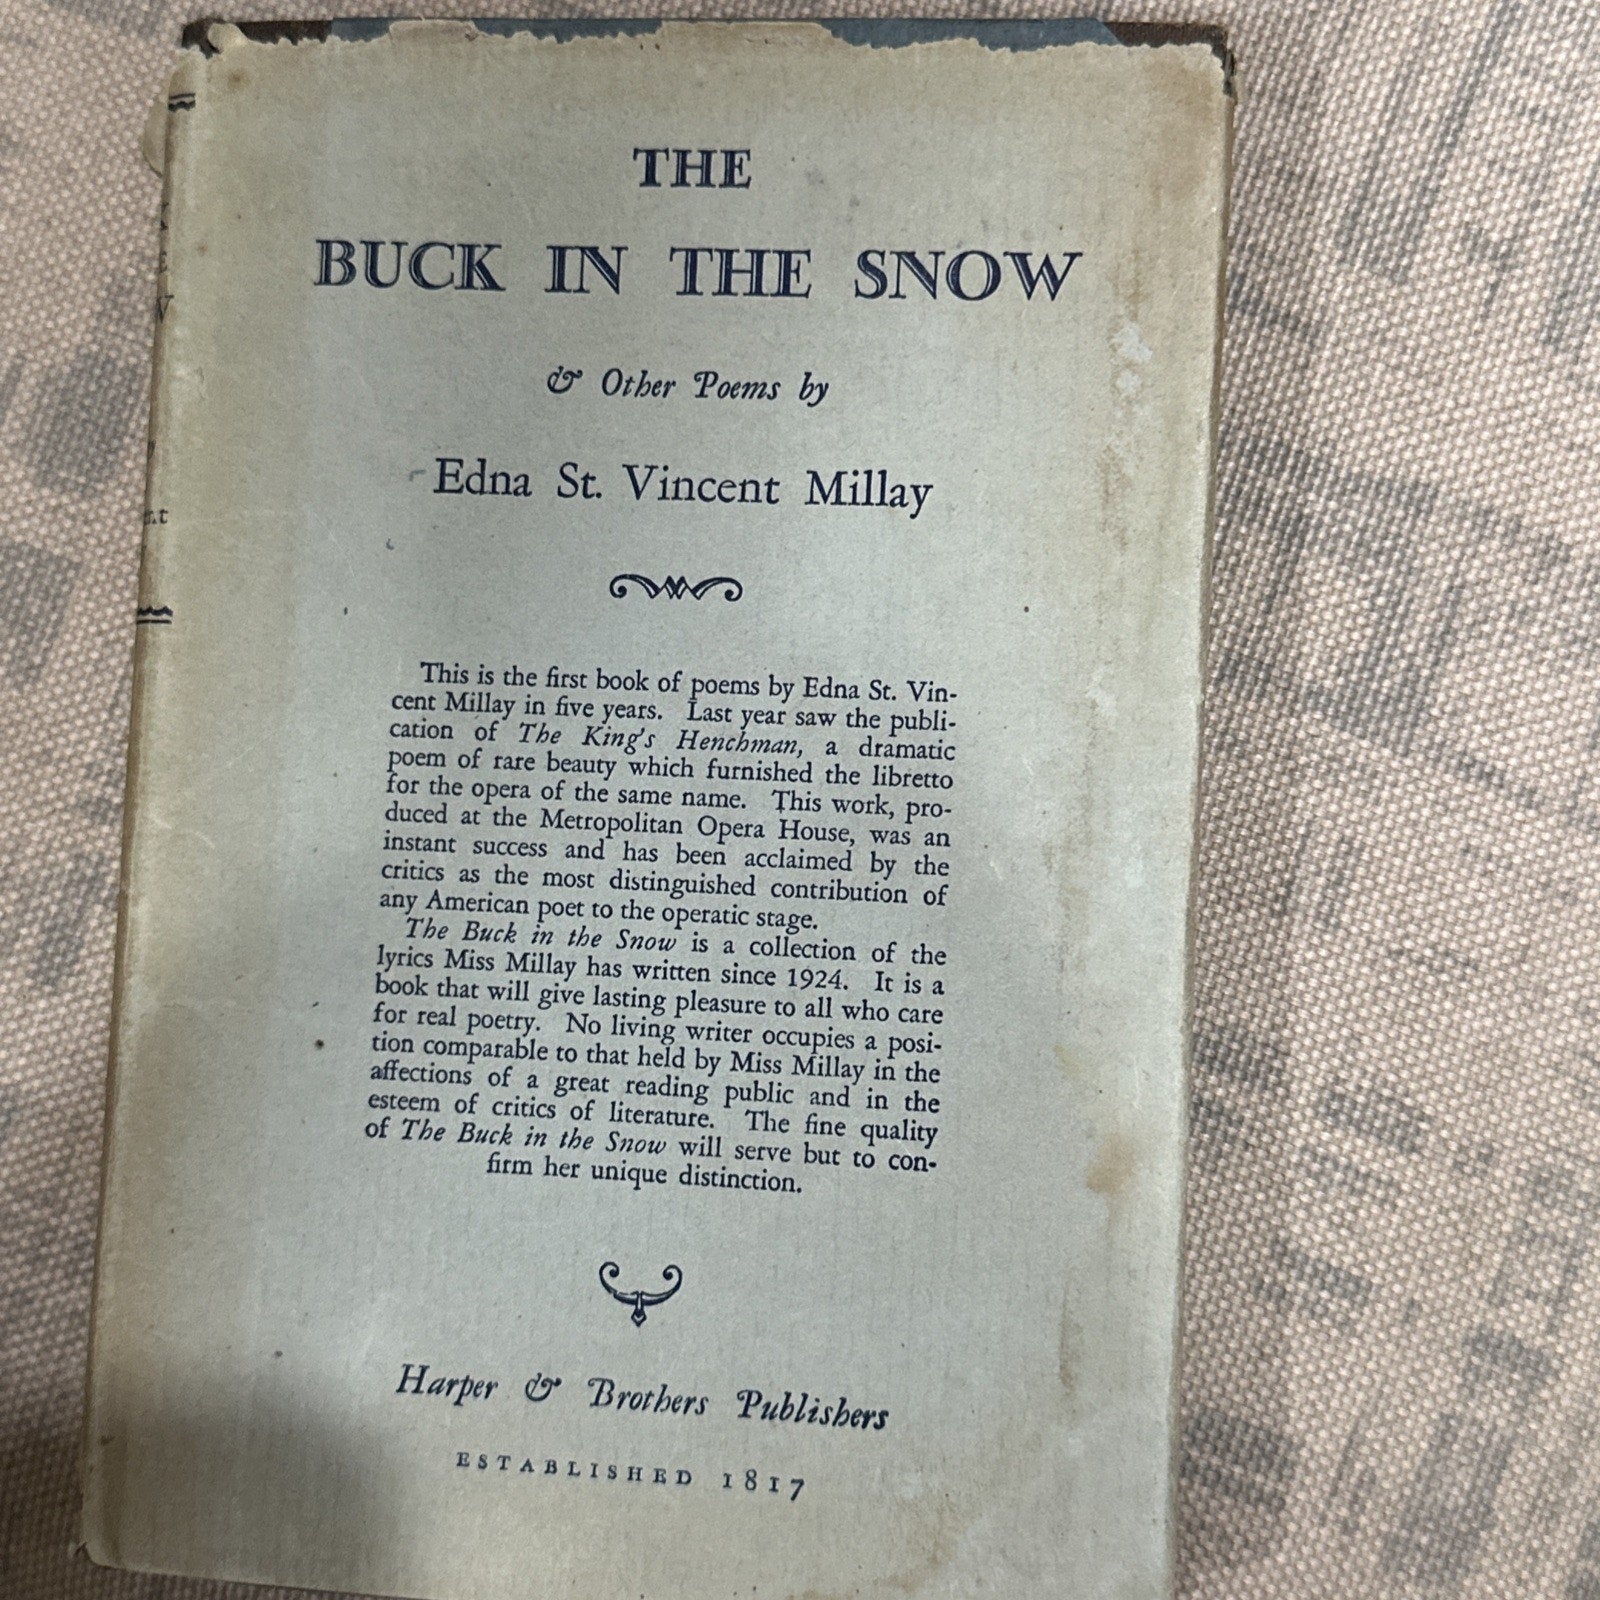 THE
BUCK IN THE SNOW
& Other Poems by
Edna St. Vincent Millay
This is the first book of poems by Edna St. Vin-
cent Millay in five years. Last year saw the publi-
cation of The King's Henchman, a dramatic
poem of rare beauty which furnished the libretto
for the opera of the same name. This work, pro-
duced at the Metropolitan Opera House, was an
instant success and has been acclaimed by the
critics as the most distinguished contribution of
any American poet to the operatic stage.
The Buck in the Snow is a collection of the
lyrics Miss Millay has written since 1924. It is a
book that will give lasting pleasure to all who care
for real poetry. No living writer occupies a posi-
tion comparable to that held by Miss Millay in the
affections of a great reading public and in the
esteem of critics of literature. The fine quality
of The Buck in the Snow will serve but to con-
firm her unique distinction.
Harper & Brothers Publishers
ESTABLISHED 1817